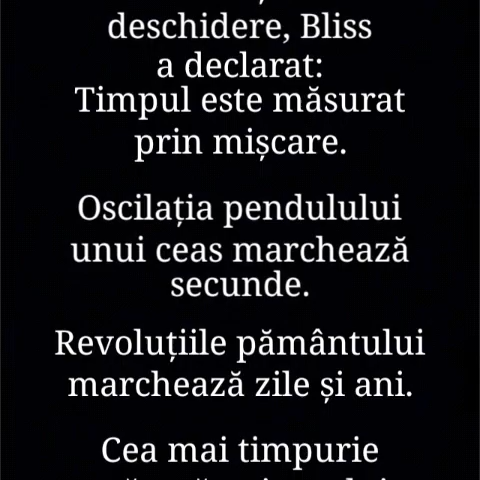 deschidere, Bliss
a declarat:
Timpul este măsurat
prin mișcare.
Oscilația pendulului
unui ceas marchează
secunde.
Revoluțiile pământului
marchează zile și ani.
Cea mai timpurie